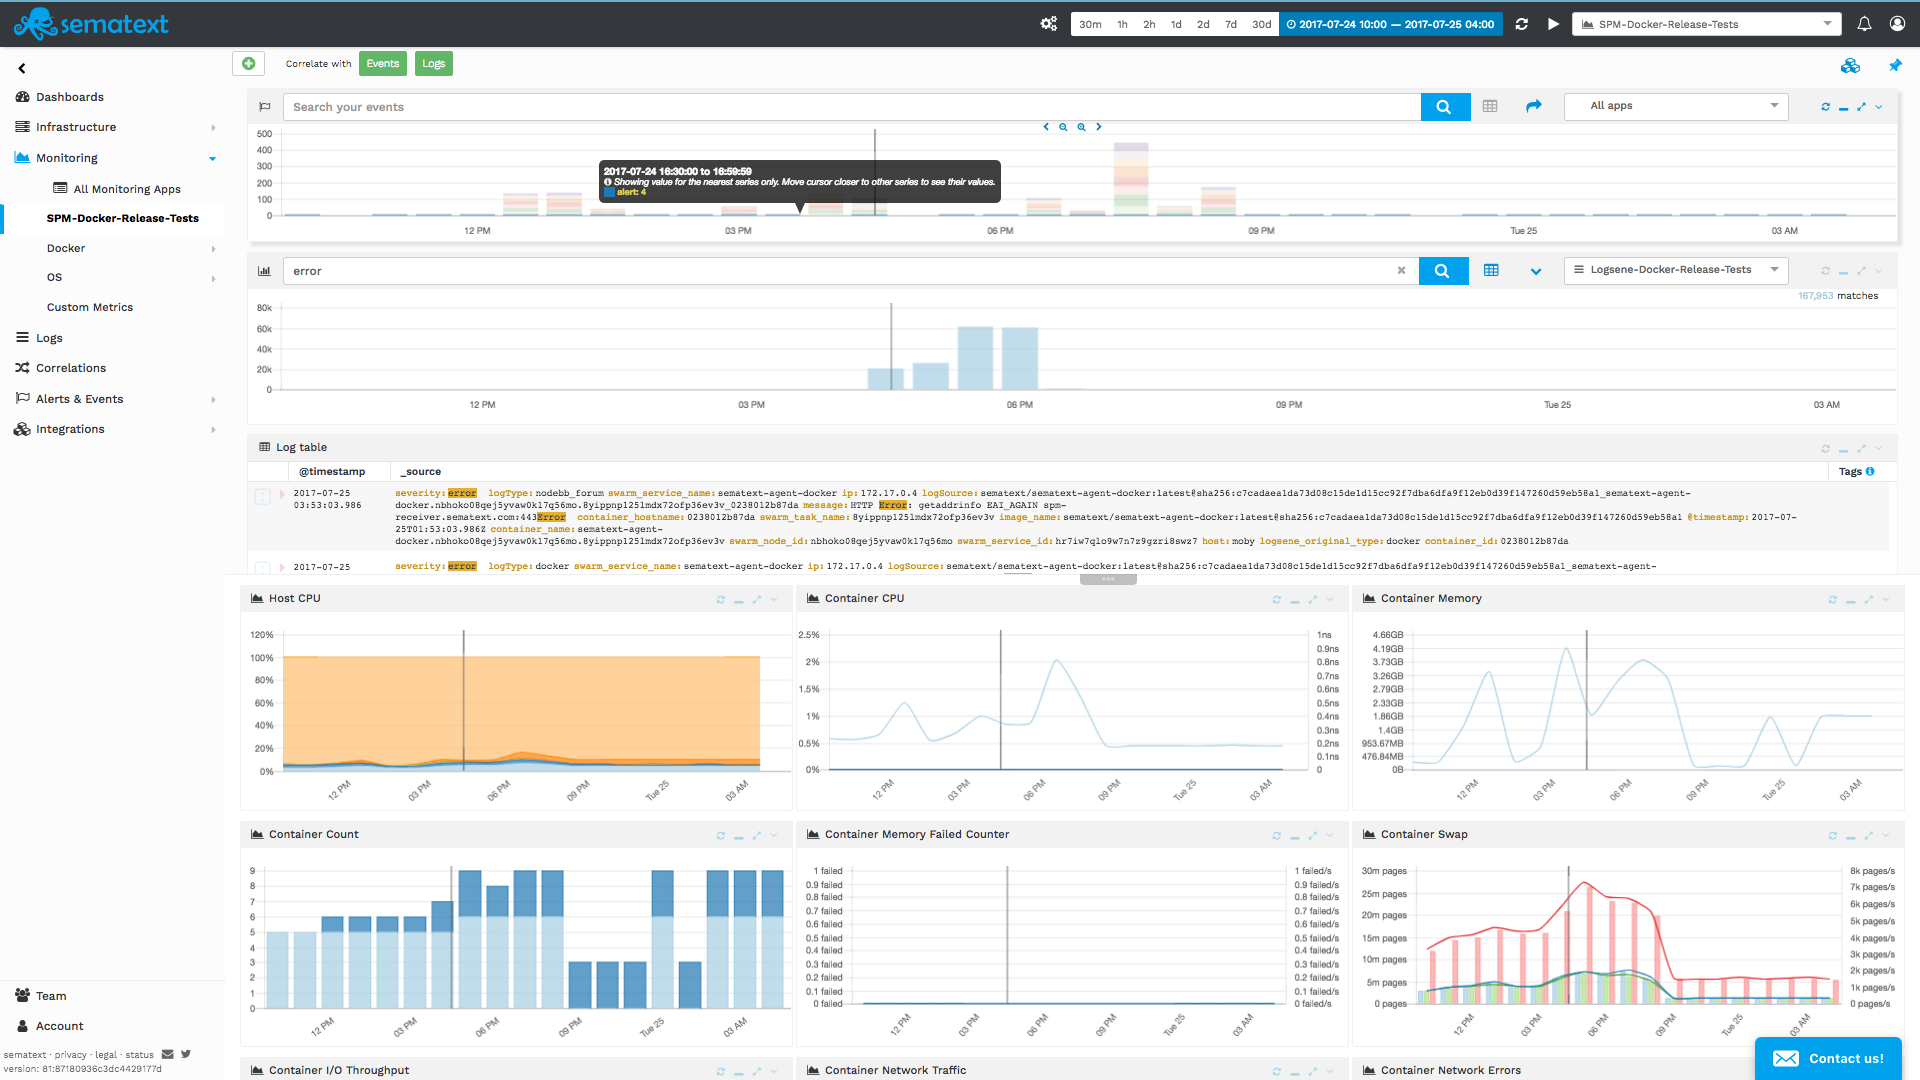 sematext
30m 1h 2h 1d 2d 7d 30d 2017-07-24 10:00 — 2017-07-25 04:00 SPM-Docker-Release-Tests
Correlate with Events Logs
Dashboards
Infrastructure
Monitoring
All Monitoring Apps
SPM-Docker-Release-Tests
Docker
OS
Custom Metrics
Logs
Correlations
Alerts & Events
Integrations
Team
Account
sematext · privacy · legal · status
version: 81:87180936c3dc4429177d
Search your events All apps
500
400
300
200
100
0
2017-07-24 16:30:00 to 16:59:59
Showing value for the nearest series only. Move cursor closer to other series to see their values.
alert: 4
12 PM 03 PM 06 PM 09 PM Tue 25 03 AM
error Logsene-Docker-Release-Tests
167,953 matches
80k
60k
40k
20k
0
12 PM 03 PM 06 PM 09 PM Tue 25 03 AM
Log table
@timestamp _source Tags
2017-07-25 03:53:03.986
severity: error logType: nodebb_forum swarm_service_name: sematext-agent-docker ip: 172.17.0.4 logSource: sematext/sematext-agent-docker:latest@sha256:c7cadaea1da73d08c15de1d15cc92f7dba6dfa9f12eb0d39f147260d59eb58a1_sematext-agent-
docker.nbhoko08qej5yvaw0k17q56mo.8yippnp125lmdx72ofp36ev3v_0238012b87da message: HTTP Error: getaddrinfo EAI_AGAIN spm-
receiver.sematext.com:443Error container_hostname: 0238012b87da swarm_task_name: 8yippnp125lmdx72ofp36ev3v image_name: sematext/sematext-agent-docker:latest@sha256:c7cadaea1da73d08c15de1d15cc92f7dba6dfa9f12eb0d39f147260d59eb58a1 @timestamp: 2017-07-
25T01:53:03.986Z container_name: sematext-agent-
docker.nbhoko08qej5yvaw0k17q56mo.8yippnp125lmdx72ofp36ev3v swarm_node_id: nbhoko08qej5yvaw0k17q56mo swarm_service_id: hr7iw7qlo9w7n7z9gzri8swz7 host: moby logsene_original_type: docker container_id: 0238012b87da
2017-07-25 severity: error logType: docker swarm_service_name: sematext-agent-docker ip: 172.17.0.4 logSource: sematext/sematext-agent-docker:latest@sha256:c7cadaea1da73d08c15de1d15cc92f7dba6dfa9f12eb0d39f147260d59eb58a1_sematext-agent-
Host CPU
120%
100%
80%
60%
40%
20%
0%
12 PM 03 PM 06 PM 09 PM Tue 25 03 AM
Container CPU
2.5%
2%
1.5%
1%
0.5%
0%
1ns
0.9ns
0.8ns
0.7ns
0.6ns
0.5ns
0.4ns
0.3ns
0.2ns
0.1ns
0
12 PM 03 PM 06 PM 09 PM Tue 25 03 AM
Container Memory
4.66GB
4.19GB
3.73GB
3.26GB
2.79GB
2.33GB
1.86GB
1.4GB
953.67MB
476.84MB
0B
12 PM 03 PM 06 PM 09 PM Tue 25 03 AM
Container Count
9
8
7
6
5
4
3
2
1
0
12 PM 03 PM 06 PM 09 PM Tue 25 03 AM
Container Memory Failed Counter
1 failed
0.9 failed
0.8 failed
0.7 failed
0.6 failed
0.5 failed
0.4 failed
0.3 failed
0.2 failed
0.1 failed
0 failed
1 failed/s
0.9 failed/s
0.8 failed/s
0.7 failed/s
0.6 failed/s
0.5 failed/s
0.4 failed/s
0.3 failed/s
0.2 failed/s
0.1 failed/s
0 failed/s
12 PM 03 PM 06 PM 09 PM Tue 25 03 AM
Container Swap
30m pages
25m pages
20m pages
15m pages
10m pages
5m pages
0 pages
8k pages/s
7k pages/s
6k pages/s
5k pages/s
4k pages/s
3k pages/s
2k pages/s
1k pages/s
0 pages/s
12 PM 03 PM 06 PM 09 PM Tue 25 03 AM
Container I/O Throughput
Container Network Traffic
Container Network Errors
Contact us!